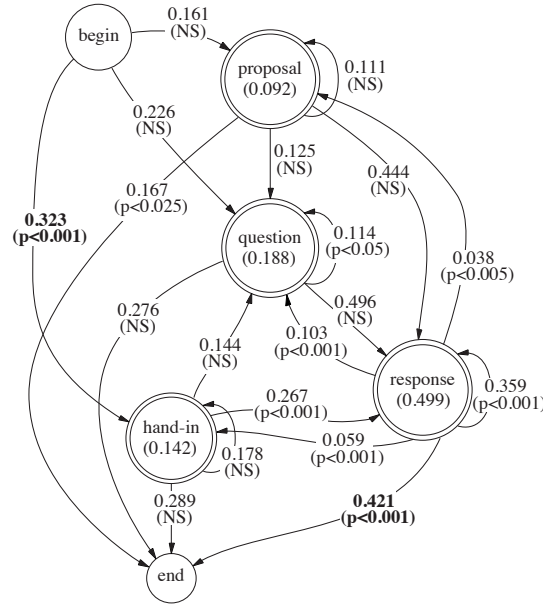 begin
0.161
(NS)
proposal
(0.092)
0.111
(NS)
0.226
(NS)
0.125
(NS)
0.444
(NS)
0.167
(p<0.025)
0.323
(p<0.001)
question
(0.188)
0.114
(p<0.05)
0.038
(p<0.005)
0.276
(NS)
0.496
(NS)
0.144
(NS)
0.103
(p<0.001)
response
(0.499)
0.359
(p<0.001)
0.267
(p<0.001)
hand-in
(0.142)
0.059
(p<0.001)
0.178
(NS)
0.289
(NS)
0.421
(p<0.001)
end